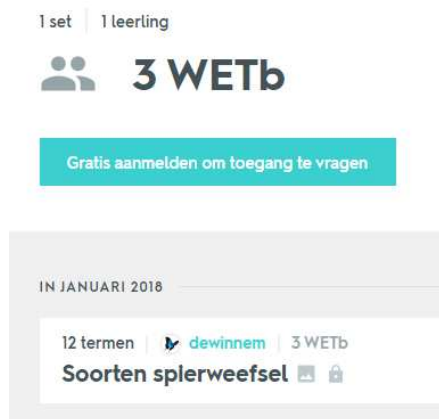 1 set 1 leerling
3 WETb
Gratis aanmelden om toegang te vragen
IN JANUARI 2018
12 termen dewinnem 3 WETb
Soorten spierweefsel